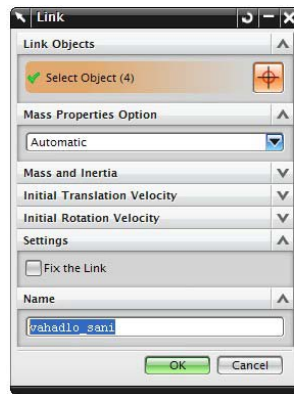 Link
Link Objects
Select Object (4)
Mass Properties Option
Automatic
Mass and Inertia
Initial Translation Velocity
Initial Rotation Velocity
Settings
Fix the Link
Name
vahadlo_sani
OK Cancel